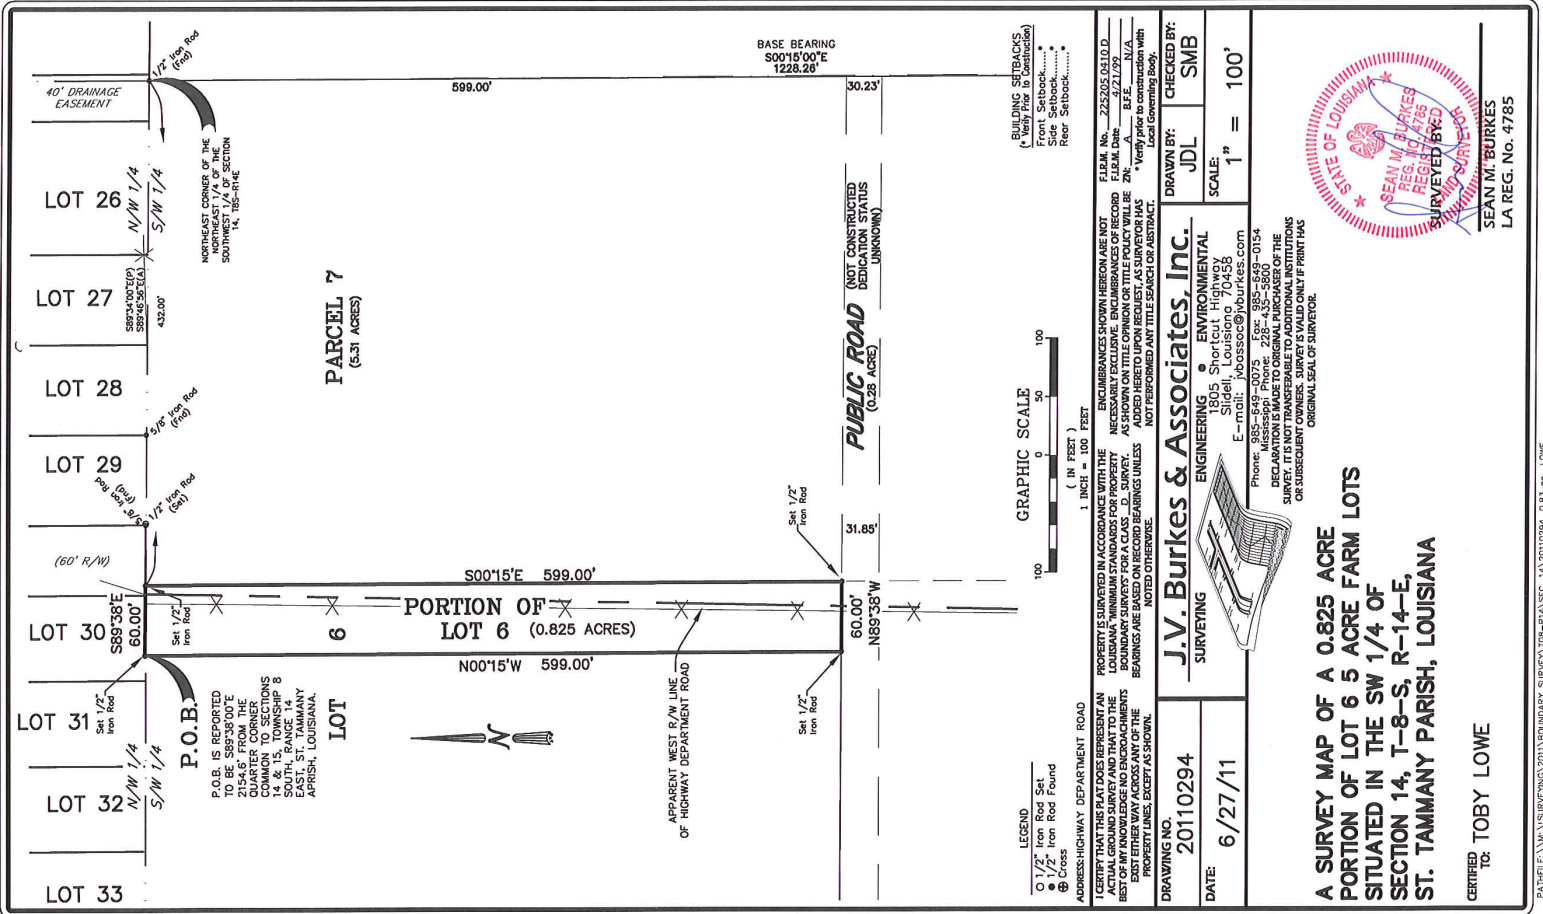 1/2" Iron Rod
(Fnd)
40' DRAINAGE
EASEMENT
LOT 26
LOT 27
LOT 28
LOT 29
(60' R/W)
LOT 30
LOT 31
LOT 32
LOT 33
N/W 1/4
S/W 1/4
N/W 1/4
S/W 1/4
NORTHEAST CORNER OF THE
NORTHEAST 1/4 OF THE
SOUTHWEST 1/4 OF SECTION
14, T8S-R14E
S89°34'00"E(P)
S89°46'56"E(A)
432.00'
5/8" Iron Rod
(Fnd)
5/8" Iron Rod
(Fnd)
1/2" Iron Rod
(Set)
S89°38'E
60.00'
Set 1/2"
Iron Rod
Set 1/2"
Iron Rod
P.O.B.
P.O.B. IS REPORTED
TO BE S89°38'00"E
2154.6' FROM THE
QUARTER CORNER
COMMON TO SECTIONS
14 & 15, TOWNSHIP 8
SOUTH, RANGE 14
EAST, ST. TAMMANY
APRISH, LOUISIANA.
599.00'
BASE BEARING
S00°15'00"E
1228.26'
30.23'
PARCEL 7
(5.31 ACRES)
PUBLIC ROAD
(0.28 ACRE)
(NOT CONSTRUCTED
DEDICATION STATUS
UNKNOWN)
31.85'
Set 1/2"
Iron Rod
S00°15'E 599.00'
PORTION OF
LOT 6 (0.825 ACRES)
N00°15'W 599.00'
LOT 6
60.00'
N89°38'W
Set 1/2"
Iron Rod
APPARENT WEST R/W LINE
OF HIGHWAY DEPARTMENT ROAD
N
BUILDING SETBACKS
(* Verify Prior to Construction)
Front Setback......*
Side Setback......*
Rear Setback......*
GRAPHIC SCALE
100 0 50 100
( IN FEET )
1 INCH = 100 FEET
LEGEND
1/2" Iron Rod Set
1/2" Iron Rod Found
Cross
ADDRESS: HIGHWAY DEPARTMENT ROAD
I CERTIFY THAT THIS PLAT DOES REPRESENT AN
ACTUAL GROUND SURVEY AND THAT TO THE
BEST OF MY KNOWLEDGE NO ENCROACHMENTS
EXIST EITHER WAY ACROSS ANY OF THE
PROPERTY LINES, EXCEPT AS SHOWN.
PROPERTY IS SURVEYED IN ACCORDANCE WITH THE
LOUISIANA "MINIMUM STANDARDS FOR PROPERTY
BOUNDARY SURVEYS" FOR A CLASS D SURVEY.
BEARINGS ARE BASED ON RECORD BEARINGS UNLESS
NOTED OTHERWISE.
ENCUMBRANCES SHOWN HEREON ARE NOT
NECESSARILY EXCLUSIVE. ENCUMBRANCES OF RECORD
AS SHOWN ON TITLE OPINION OR TITLE POLICY WILL BE
ADDED HERETO UPON REQUEST, AS SURVEYOR HAS
NOT PERFORMED ANY TITLE SEARCH OR ABSTRACT.
F.I.R.M. No. 225205 0410 D
F.I.R.M. Date 4/21/99
ZN: A B.F.E. N/A
* Verify prior to construction with
Local Governing Body.
DRAWING NO.
20110294
DATE:
6/27/11
J.V. Burkes & Associates, Inc.
SURVEYING ENGINEERING • ENVIRONMENTAL
1805 Shortcut Highway
Slidell, Louisiana 70458
E-mail: jvbassoc@jvburkes.com
Phone: 985-649-0075 Fax: 985-649-0154
Mississippi Phone: 228-435-5800
DRAWN BY:
JDL
CHECKED BY:
SMB
SCALE:
1" = 100'
DECLARATION IS MADE TO ORIGINAL PURCHASER OF THE
SURVEY. IT IS NOT TRANSFERABLE TO ADDITIONAL INSTITUTIONS
OR SUBSEQUENT OWNERS. SURVEY IS VALID ONLY IF PRINT HAS
ORIGINAL SEAL OF SURVEYOR.
A SURVEY MAP OF A 0.825 ACRE
PORTION OF LOT 6 5 ACRE FARM LOTS
SITUATED IN THE SW 1/4 OF
SECTION 14, T-8-S, R-14-E,
ST. TAMMANY PARISH, LOUISIANA
CERTIFIED
TO: TOBY LOWE
STATE OF LOUISIANA
SEAN M. BURKES
REG. NO. 4785
REGISTERED
LAND SURVEYOR
SURVEYED BY:
SEAN M. BURKES
LA REG. No. 4785